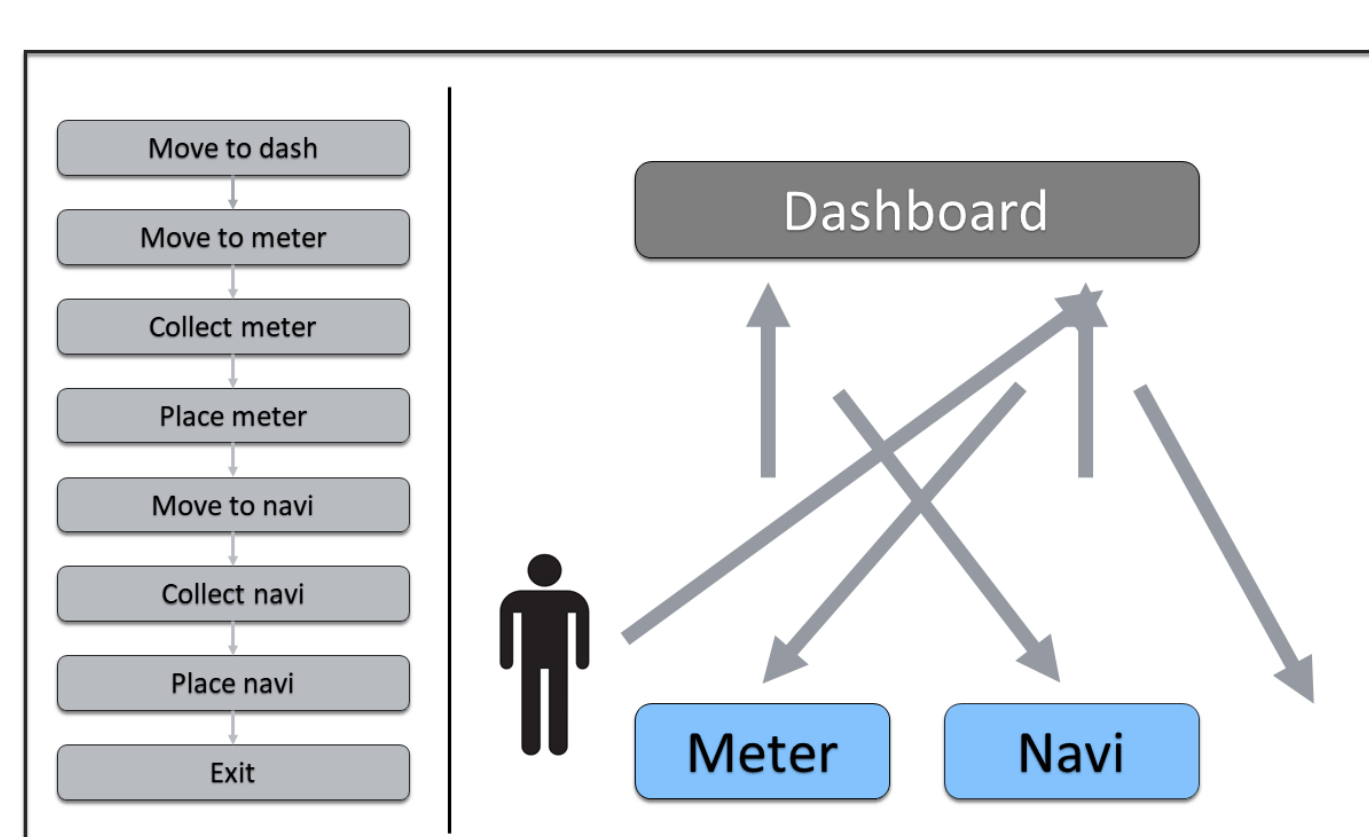 Move to dash
Move to meter
Collect meter
Place meter
Move to navi
Collect navi
Place navi
Exit
Dashboard
Meter
Navi